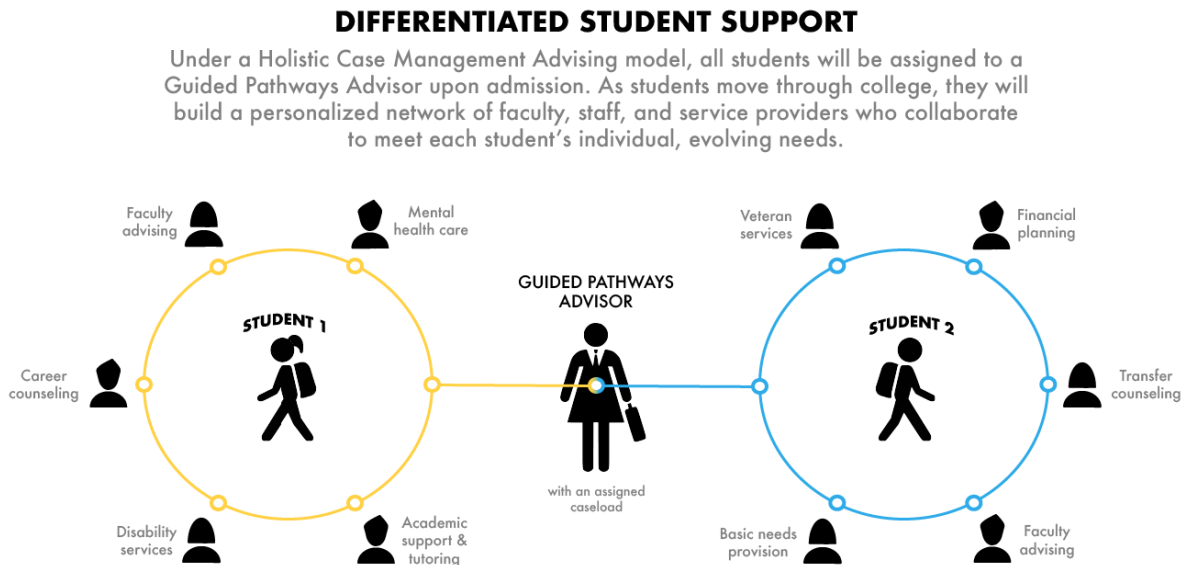 DIFFERENTIATED STUDENT SUPPORT
Under a Holistic Case Management Advising model, all students will be assigned to a
Guided Pathways Advisor upon admission. As students move through college, they will
build a personalized network of faculty, staff, and service providers who collaborate
to meet each student’s individual, evolving needs.
Faculty
advising
Mental
health care
STUDENT 1
Career
counseling
Disability
services
Academic
support &
tutoring
GUIDED PATHWAYS
ADVISOR
with an assigned
caseload
Veteran
services
Financial
planning
STUDENT 2
Transfer
counseling
Basic needs
provision
Faculty
advising